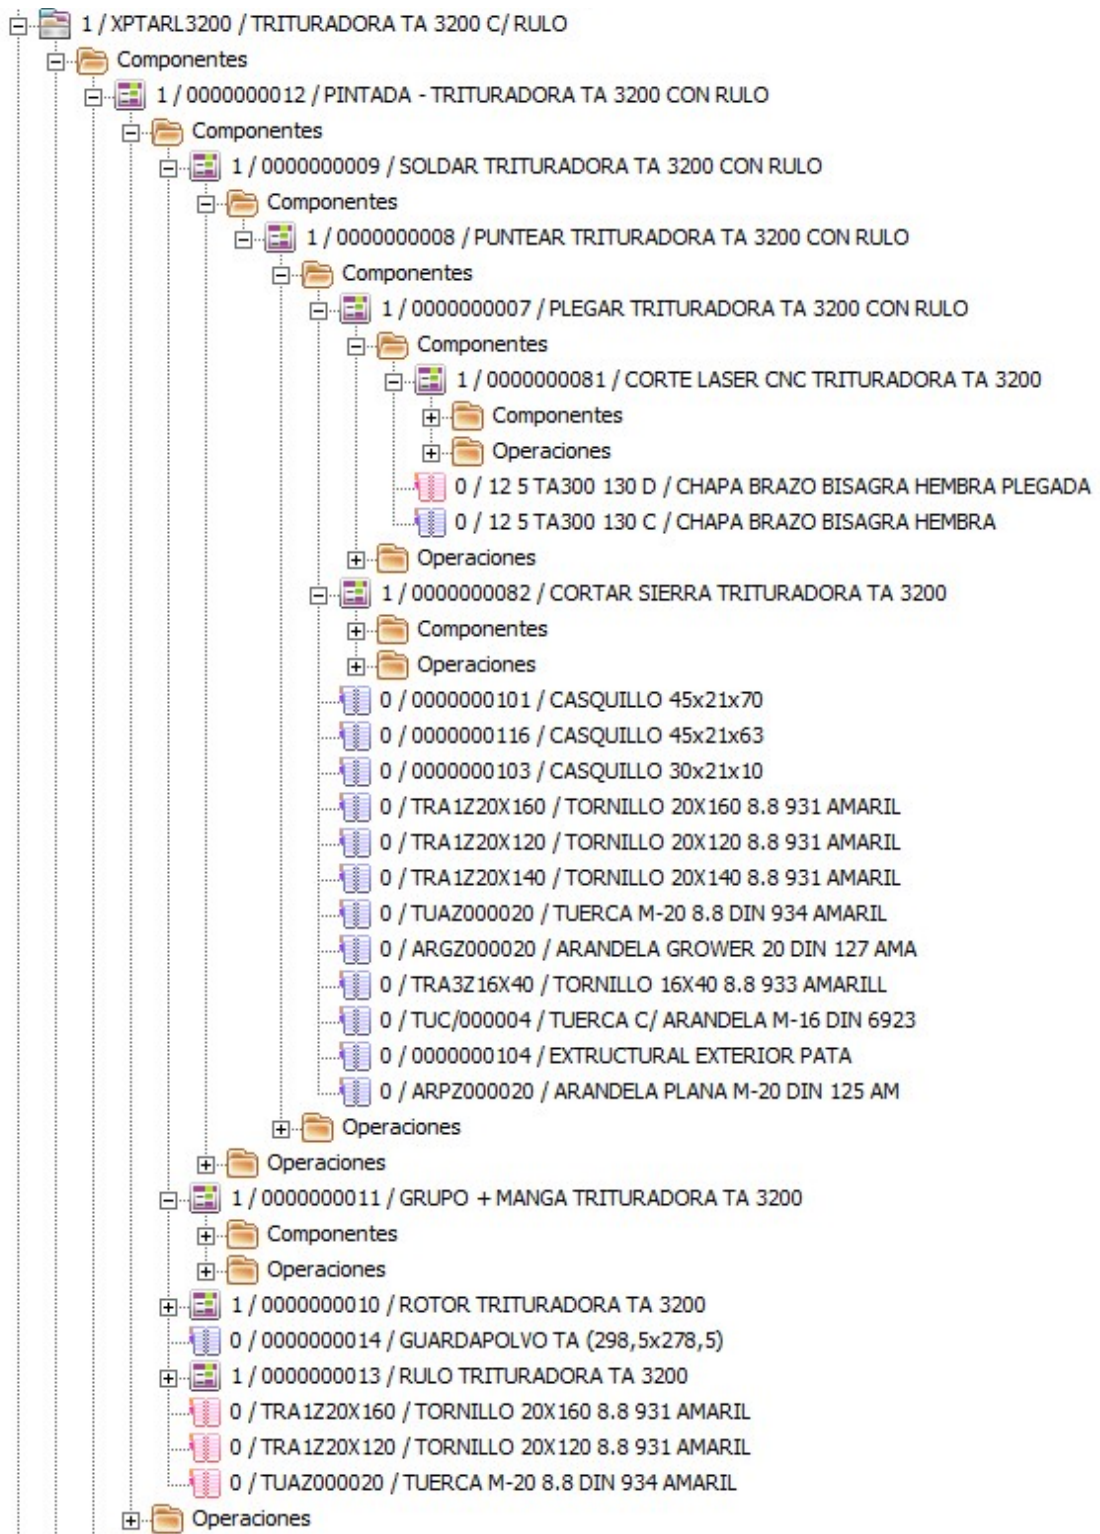 1 / XPTARL3200 / TRITURADORA TA 3200 C/ RULO
Componentes
1 / 0000000012 / PINTADA - TRITURADORA TA 3200 CON RULO
Componentes
1 / 0000000009 / SOLDAR TRITURADORA TA 3200 CON RULO
Componentes
1 / 0000000008 / PUNTEAR TRITURADORA TA 3200 CON RULO
Componentes
1 / 0000000007 / PLEGAR TRITURADORA TA 3200 CON RULO
Componentes
1 / 0000000081 / CORTE LASER CNC TRITURADORA TA 3200
Componentes
Operaciones
0 / 12 5 TA300 130 D / CHAPA BRAZO BISAGRA HEMBRA PLEGADA
0 / 12 5 TA300 130 C / CHAPA BRAZO BISAGRA HEMBRA
Operaciones
1 / 0000000082 / CORTAR SIERRA TRITURADORA TA 3200
Componentes
Operaciones
0 / 0000000101 / CASQUILLO 45x21x70
0 / 0000000116 / CASQUILLO 45x21x63
0 / 0000000103 / CASQUILLO 30x21x10
0 / TRA1Z20X160 / TORNILLO 20X160 8.8 931 AMARIL
0 / TRA1Z20X120 / TORNILLO 20X120 8.8 931 AMARIL
0 / TRA1Z20X140 / TORNILLO 20X140 8.8 931 AMARIL
0 / TUAZ000020 / TUERCA M-20 8.8 DIN 934 AMARIL
0 / ARGZ000020 / ARANDELA GROWER 20 DIN 127 AMA
0 / TRA3Z16X40 / TORNILLO 16X40 8.8 933 AMARILL
0 / TUC/000004 / TUERCA C/ ARANDELA M-16 DIN 6923
0 / 0000000104 / EXTRUCTURAL EXTERIOR PATA
0 / ARPZ000020 / ARANDELA PLANA M-20 DIN 125 AM
Operaciones
Operaciones
1 / 0000000011 / GRUPO + MANGA TRITURADORA TA 3200
Componentes
Operaciones
1 / 0000000010 / ROTOR TRITURADORA TA 3200
0 / 0000000014 / GUARDAPOLVO TA (298,5x278,5)
1 / 0000000013 / RULO TRITURADORA TA 3200
0 / TRA1Z20X160 / TORNILLO 20X160 8.8 931 AMARIL
0 / TRA1Z20X120 / TORNILLO 20X120 8.8 931 AMARIL
0 / TUAZ000020 / TUERCA M-20 8.8 DIN 934 AMARIL
Operaciones